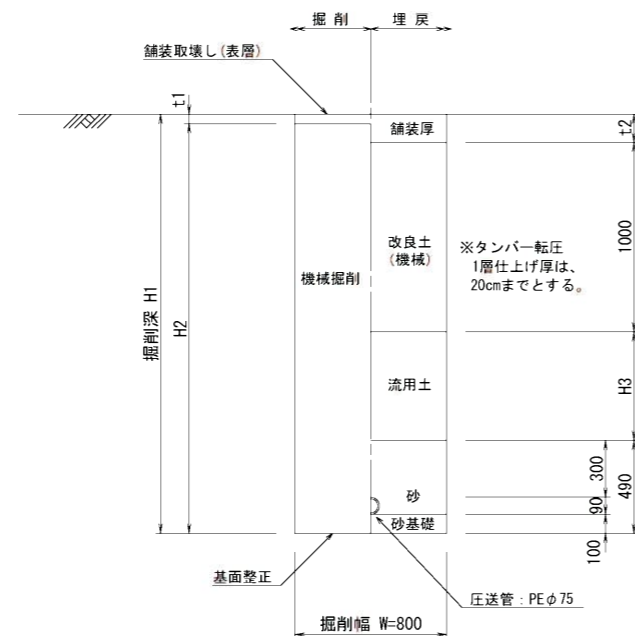 掘 削
埋 戻
舗装取壊し(表層)
t1
舗装厚
t2
改良土
(機械)
1000
※タンパー転圧
1層仕上げ厚は、
20cmまでとする。
機械掘削
掘削深 H1
H2
流用土
H3
砂
300
490
90
砂基礎
100
基面整正
圧送管：PEφ75
掘削幅 W=800